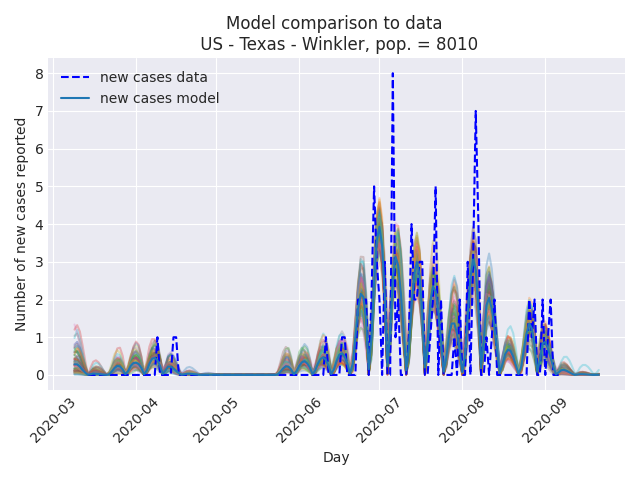 Model comparison to data
US - Texas - Winkler, pop. = 8010
new cases data
new cases model
Number of new cases reported
8
7
6
5
4
3
2
1
0
2020-03
2020-04
2020-05
2020-06
2020-07
2020-08
2020-09
Day